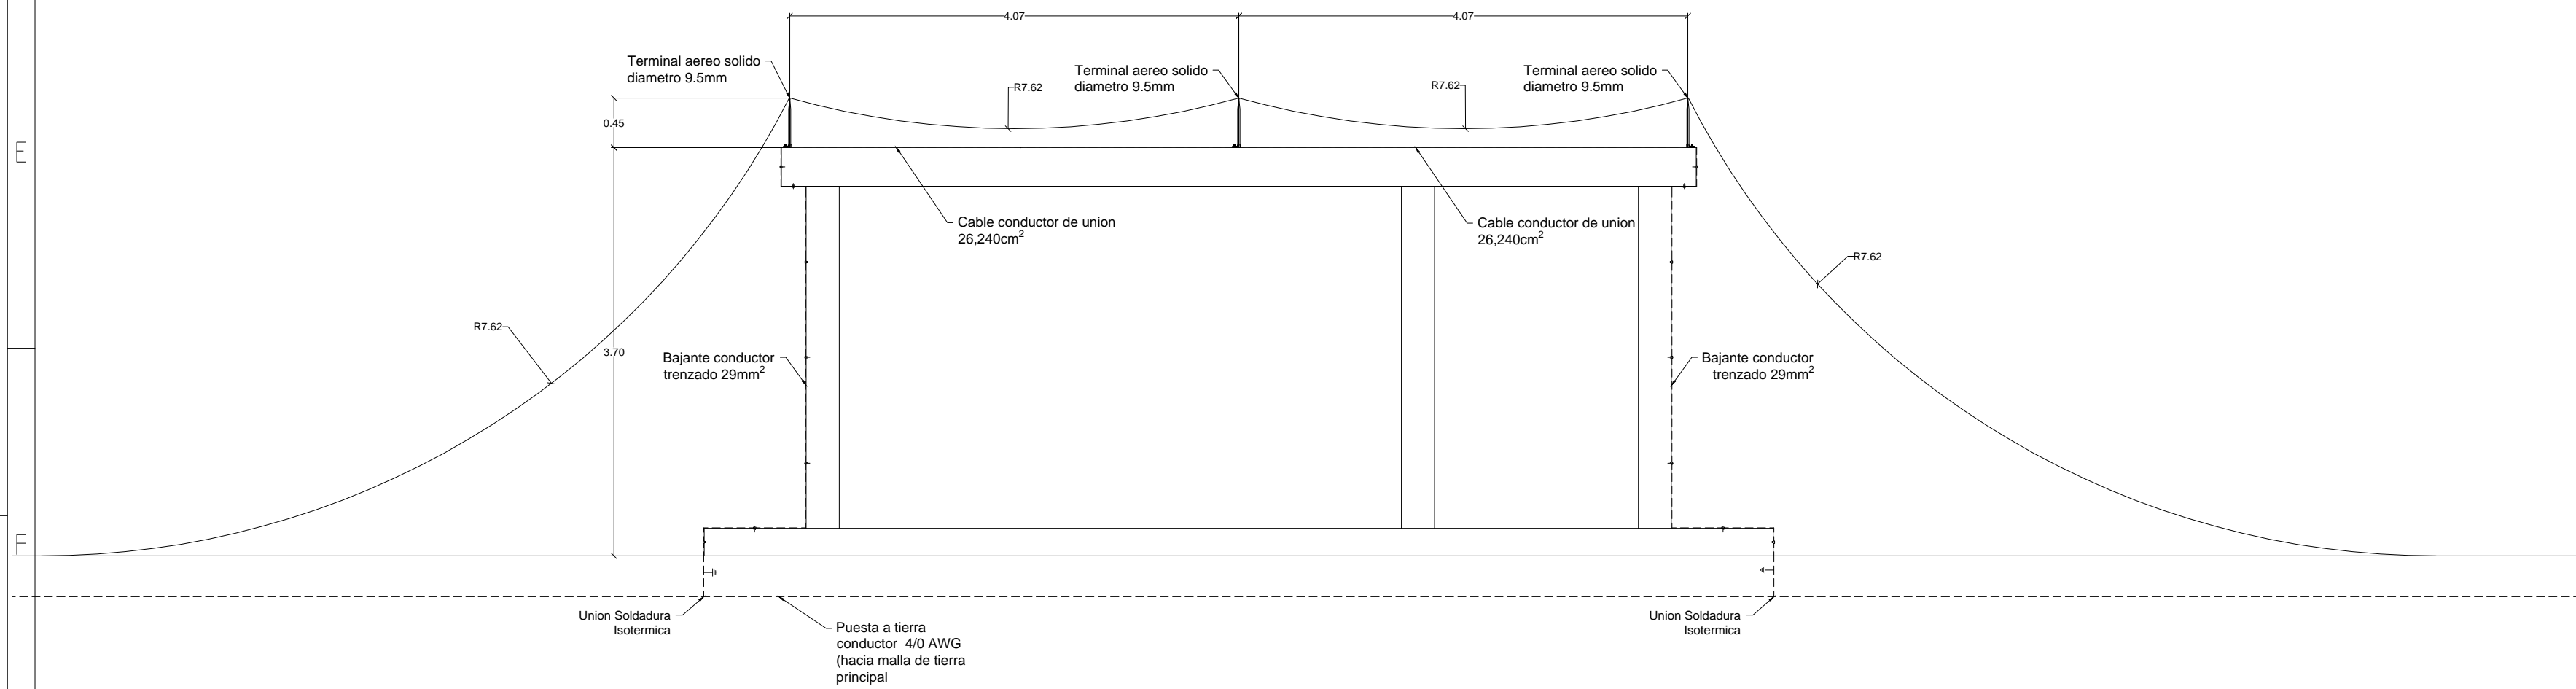 4.07
4.07
Terminal aereo solido
diametro 9.5mm
Terminal aereo solido
diametro 9.5mm
Terminal aereo solido
diametro 9.5mm
R7.62
R7.62
0.45
E
Cable conductor de union
26,240cm²
Cable conductor de union
26,240cm²
R7.62
R7.62
3.70
Bajante conductor
trenzado 29mm²
Bajante conductor
trenzado 29mm²
F
Union Soldadura
Isotermica
Union Soldadura
Isotermica
Puesta a tierra
conductor 4/0 AWG
(hacia malla de tierra
principal